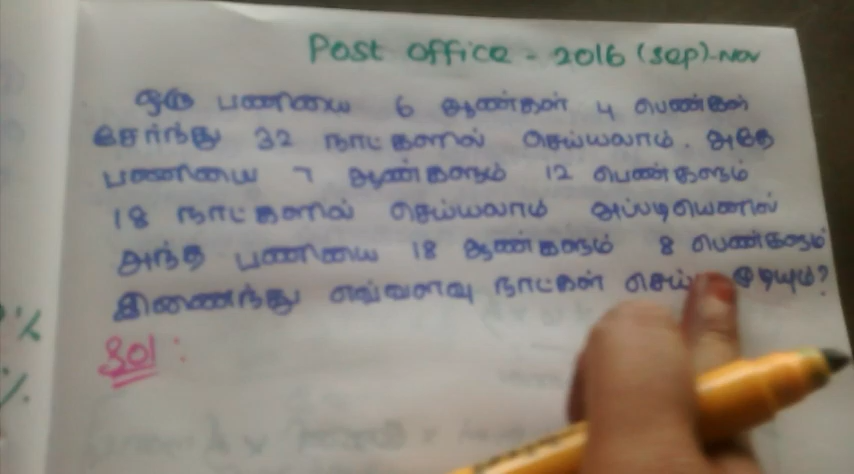 Post office - 2016 (sep)-Nov
ஒரு பணியை 6 ஆண்கள் 4 பெண்கள்
சேர்ந்து 32 நாட்களில் செய்யலாம். அதே
பணியை 7 ஆண்களும் 12 பெண்களும்
18 நாட்களில் செய்யலாம் அப்படியெனில்
அந்த பணியை 18 ஆண்களும் 8 பெண்களும்
இணைந்து எவ்வளவு நாட்கள் முடியும்?
Sol :
%
%